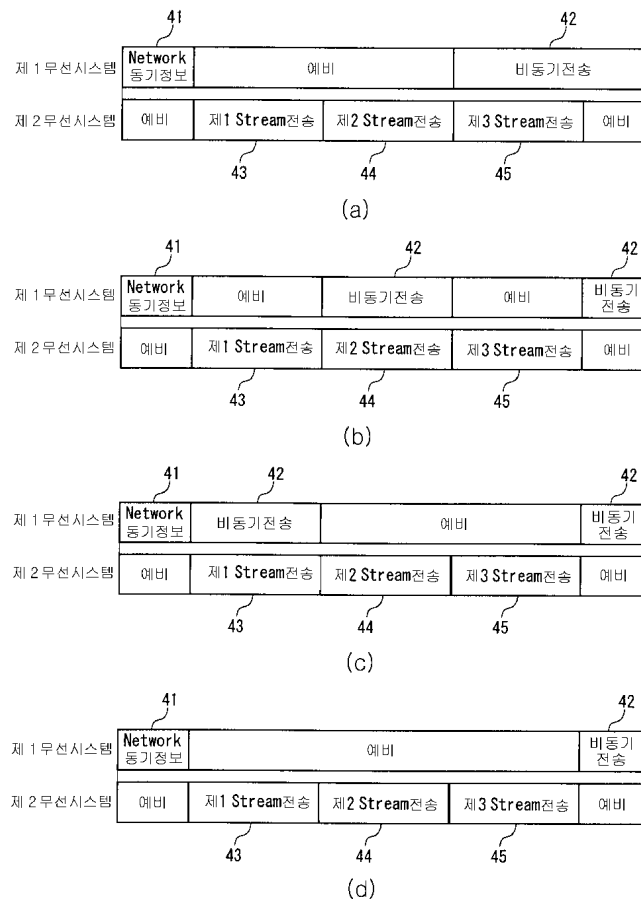 41 42
제1무선시스템 Network 동기정보 예비 비동기전송
제2무선시스템 예비 제1 Stream전송 제2 Stream전송 제3 Stream전송 예비
43 44 45
(a)
41 42 42
제1무선시스템 Network 동기정보 예비 비동기전송 예비 비동기 전송
제2무선시스템 예비 제1 Stream전송 제2 Stream전송 제3 Stream전송 예비
43 44 45
(b)
41 42 42
제1무선시스템 Network 동기정보 비동기전송 예비 비동기 전송
제2무선시스템 예비 제1 Stream전송 제2 Stream전송 제3 Stream전송 예비
43 44 45
(c)
41 42
제1무선시스템 Network 동기정보 예비 비동기 전송
제2무선시스템 예비 제1 Stream전송 제2 Stream전송 제3 Stream전송 예비
43 44 45
(d)